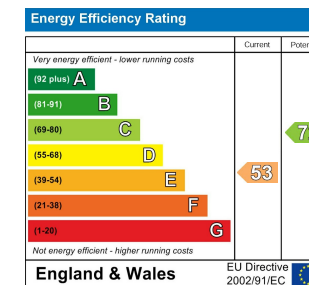 Energy Efficiency Rating
Current
Very energy efficient - lower running costs
(92 plus) A
(81-91) B
(69-80) C
(55-68) D
(39-54) E
53
(21-38) F
(1-20) G
Not energy efficient - higher running costs
England & Wales
EU Directive
2002/91/EC